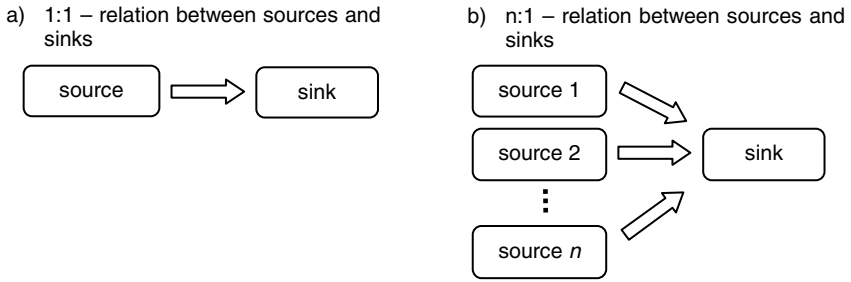 a) 1:1 – relation between sources and
sinks
source
sink
b) n:1 – relation between sources and
sinks
source 1
source 2
source n
sink